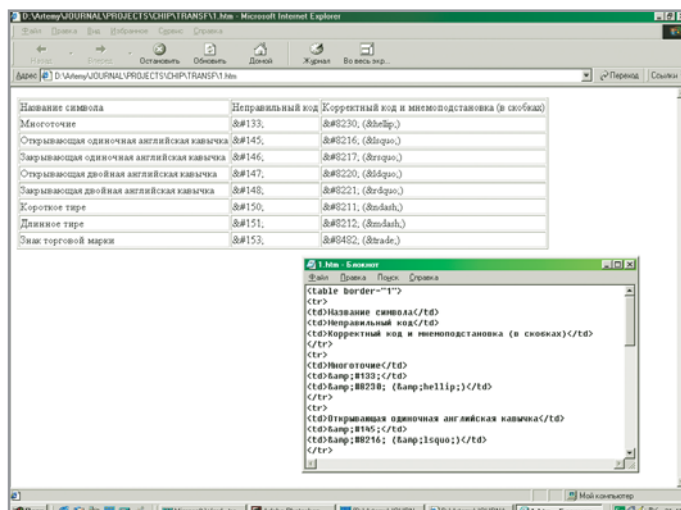 D:\Artemy\JOURNAL\PROJECTS\CHIP\TRANSF\1.htm - Microsoft Internet Explorer
Файл Правка Вид Избранное Сервис Справка
Назад Вперед Остановить Обновить Домой Журнал Во весь экр...
Адрес D:\Artemy\JOURNAL\PROJECTS\CHIP\TRANSF\1.htm Переход Ссылки
Название символа Неправильный код Корректный код и мнемоподстановка (в скобках)
Многоточие &#133; &#8230; (&hellip;)
Открывающая одиночная английская кавычка &#145; &#8216; (&lsquo;)
Закрывающая одиночная английская кавычка &#146; &#8217; (&rsquo;)
Открывающая двойная английская кавычка &#147; &#8220; (&ldquo;)
Закрывающая двойная английская кавычка &#148; &#8221; (&rdquo;)
Короткое тире &#150; &#8211; (&ndash;)
Длинное тире &#151; &#8212; (&mdash;)
Знак торговой марки &#153; &#8482; (&trade;)
1.htm - Блокнот
Файл Правка Поиск Справка
<table border="1">
<tr>
<td>Название символа</td>
<td>Неправильный код</td>
<td>Корректный код и мнемоподстановка (в скобках)</td>
</tr>
<tr>
<td>Многоточие</td>
<td>&amp;#133;</td>
<td>&amp;#8230; (&amp;hellip;)</td>
</tr>
<tr>
<td>Открывающая одиночная английская кавычка</td>
<td>&amp;#145;</td>
<td>&amp;#8216; (&amp;lsquo;)</td>
</tr>
Мой компьютер